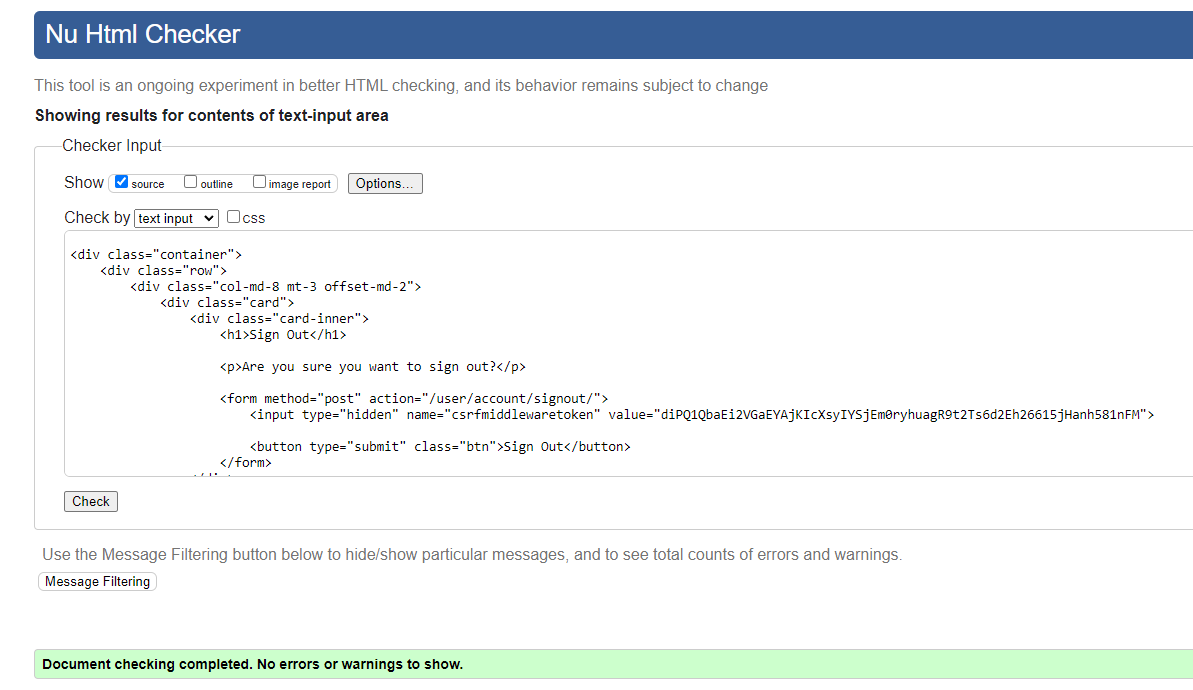 Nu Html Checker
This tool is an ongoing experiment in better HTML checking, and its behavior remains subject to change
Showing results for contents of text-input area
Checker Input
Show source outline image report Options...
Check by text input css
<div class="container">
<div class="row">
<div class="col-md-8 mt-3 offset-md-2">
<div class="card">
<div class="card-inner">
<h1>Sign Out</h1>
<p>Are you sure you want to sign out?</p>
<form method="post" action="/user/account/signout/">
<input type="hidden" name="csrfmiddlewaretoken" value="diPQ1QbaEi2VGaEYAjKIcXsyIYSjEm0ryhuagR9t2Ts6d2Eh26615jHanh581nFM">
<button type="submit" class="btn">Sign Out</button>
</form>
Check
Use the Message Filtering button below to hide/show particular messages, and to see total counts of errors and warnings.
Message Filtering
Document checking completed. No errors or warnings to show.